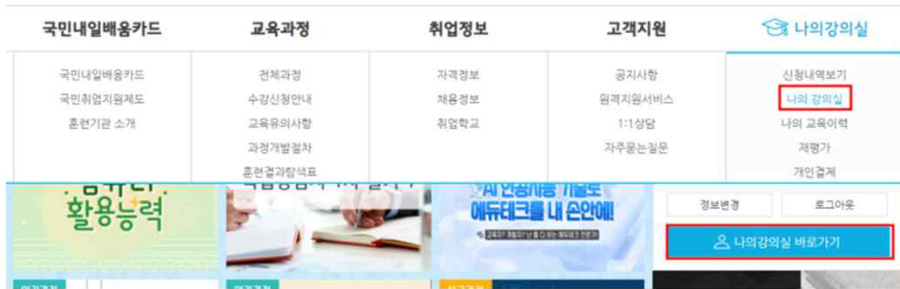 국민내일배움카드 교육과정 취업정보 고객지원 나의강의실
국민내일배움카드 전체과정 자격정보 공지사항 신청내역보기
국민취업지원제도 수강신청안내 채용정보 원격지원서비스 나의 강의실
훈련기관 소개 교육유의사항 취업학교 1:1상담 나의 교육이력
과정개발절차 자주묻는질문 재평가
훈련결과탐색표 개인결제
활용능력
에듀테크를 내 손안에!
정보변경 로그아웃
나의강의실 바로가기